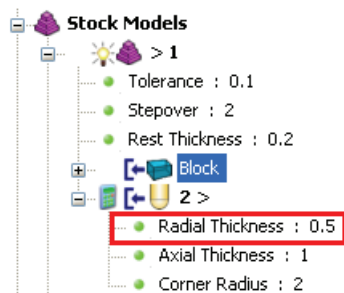 Stock Models
> 1
Tolerance : 0.1
Stepover : 2
Rest Thickness : 0.2
Block
2 >
Radial Thickness : 0.5
Axial Thickness : 1
Corner Radius : 2